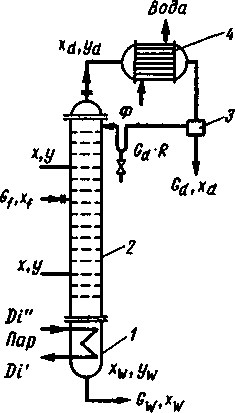 Вода
x_d, y_d
4
Ф
G_d·R
3
x, y
G_f, x_f
G_d, x_d
2
x, y
Di″
1
Пар
Di′
x_w, y_w
G_w, x_w